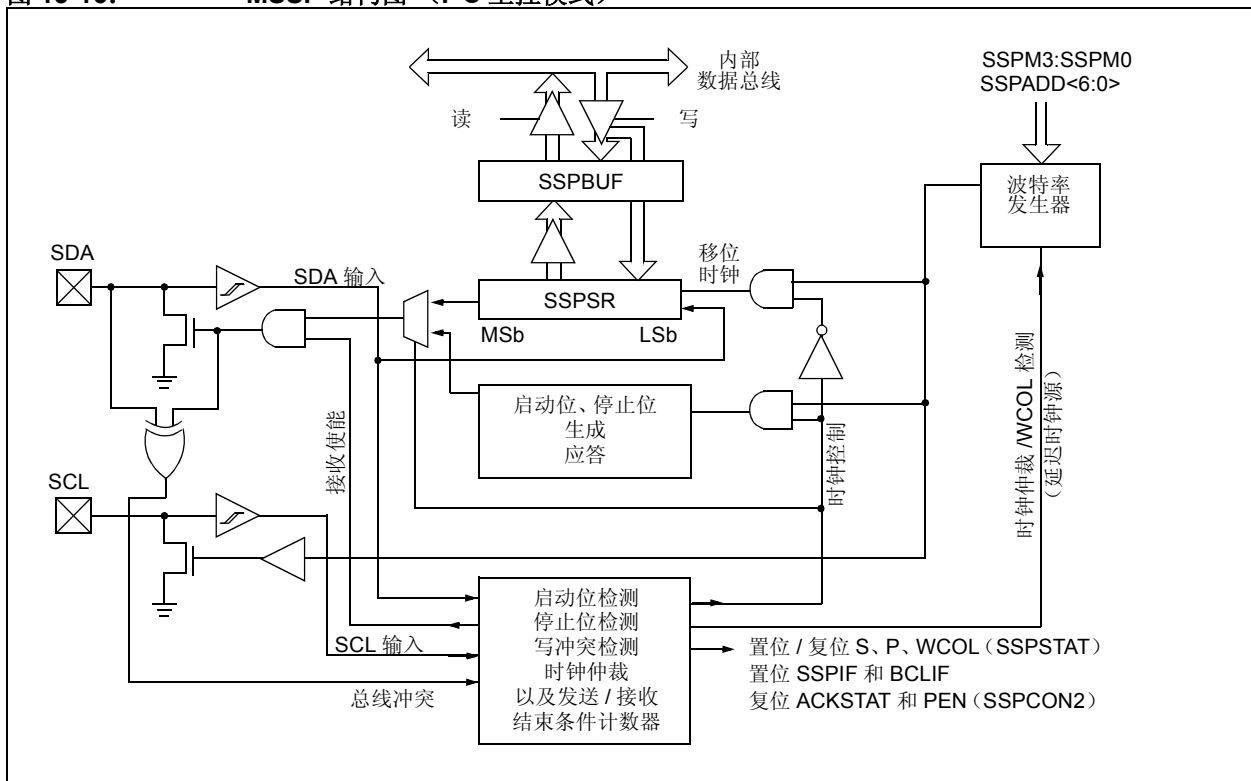 内部
数据总线
SSPM3:SSPM0
SSPADD<6:0>
读
写
SSPBUF
波特率
发生器
SDA
SDA 输入
移位
时钟
SSPSR
MSb
LSb
启动位、停止位
生成
应答
接收使能
时钟控制
时钟仲裁 /WCOL 检测
（延迟时钟源）
SCL
SCL 输入
启动位检测
停止位检测
写冲突检测
时钟仲裁
以及发送 / 接收
结束条件计数器
总线冲突
置位 / 复位 S、P、WCOL（SSPSTAT）
置位 SSPIF 和 BCLIF
复位 ACKSTAT 和 PEN（SSPCON2）